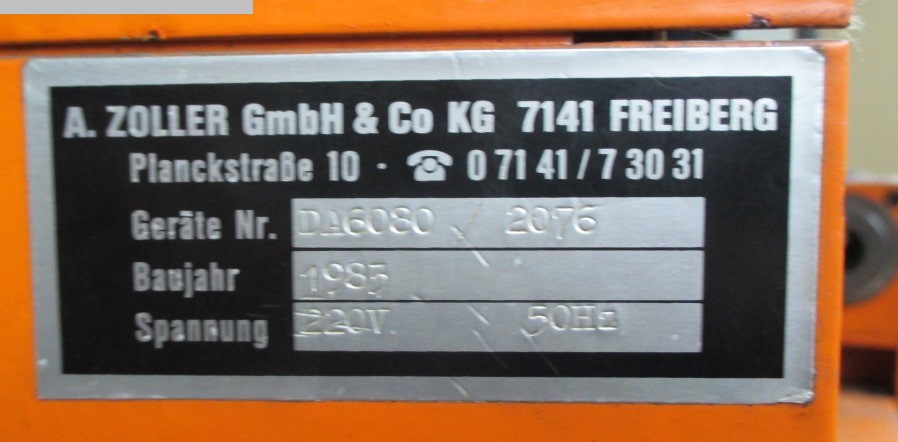 A. ZOLLER GmbH & Co KG 7141 FREIBERG
Planckstraße 10 · ☎ 0 71 41 / 7 30 31
Geräte Nr. DA6080 / 2076
Baujahr 1985
Spannung 220V / 50Hz